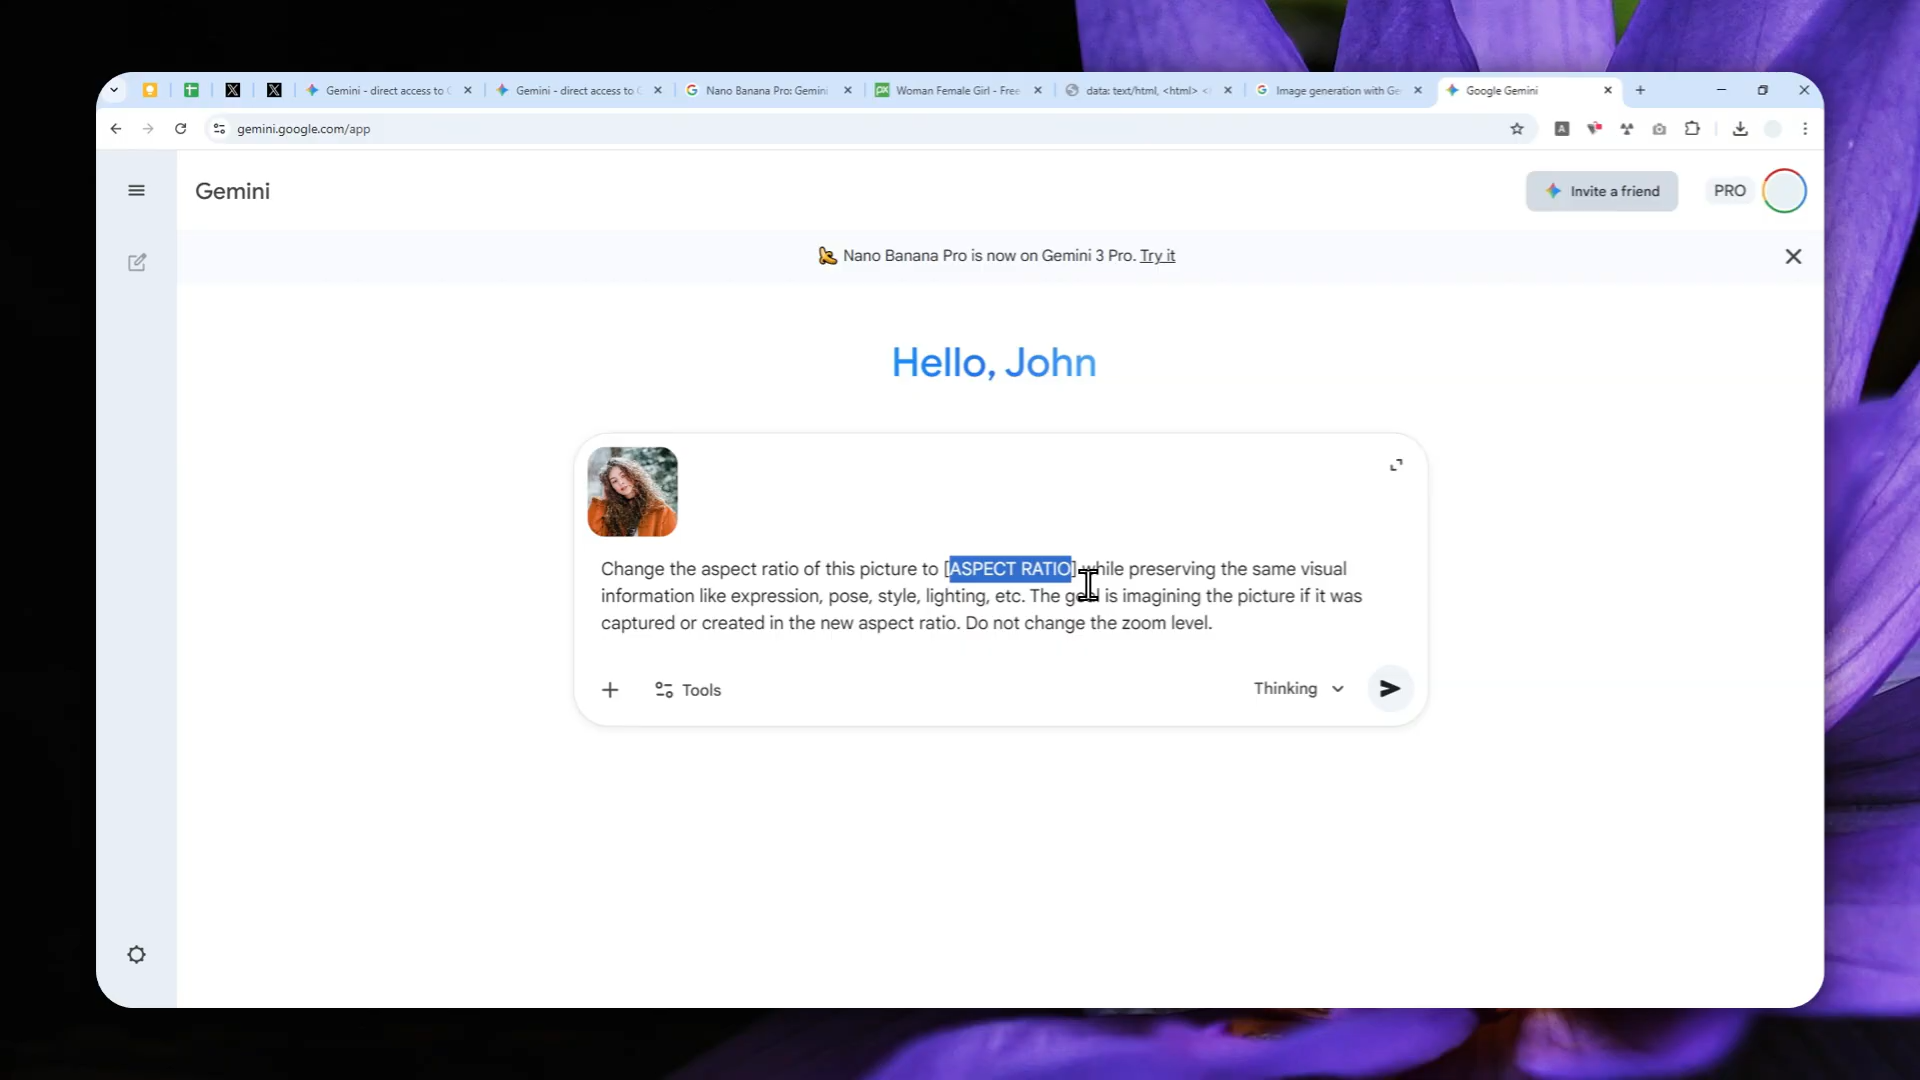 Gemini - direct access to G
Gemini - direct access to G
Nano Banana Pro: Gemini
Woman Female Girl - Free
data: text/html, <html> <
Image generation with Ge
Google Gemini
gemini.google.com/app
A
Gemini
Invite a friend
PRO
Nano Banana Pro is now on Gemini 3 Pro. Try it
Hello, John
Change the aspect ratio of this picture to [ASPECT RATIO] while preserving the same visual
information like expression, pose, style, lighting, etc. The goal is imagining the picture if it was
captured or created in the new aspect ratio. Do not change the zoom level.
Tools
Thinking